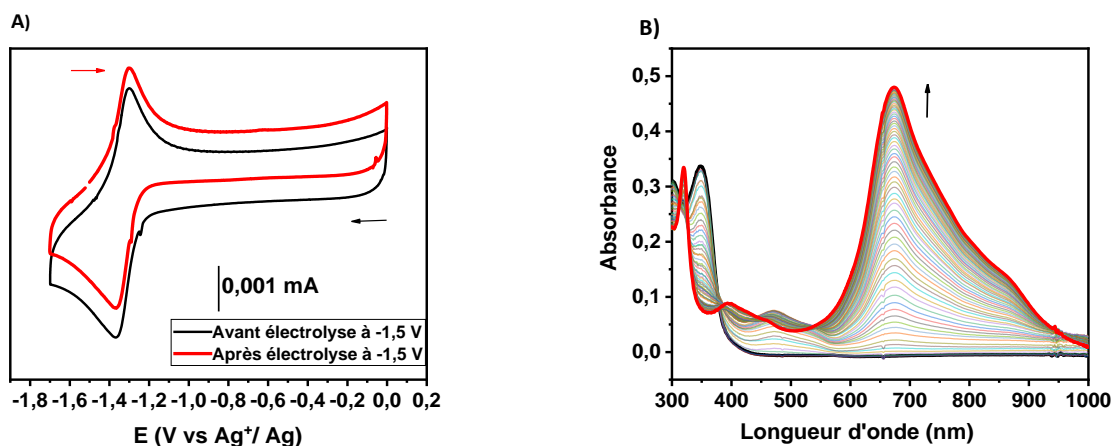 A)
0,001 mA
Avant électrolyse à -1,5 V
Après électrolyse à -1,5 V
-1,8 -1,6 -1,4 -1,2 -1,0 -0,8 -0,6 -0,4 -0,2 0,0 0,2
E (V vs Ag⁺/ Ag)
B)
0,5
0,4
0,3
0,2
0,1
0,0
Absorbance
300 400 500 600 700 800 900 1000
Longueur d'onde (nm)